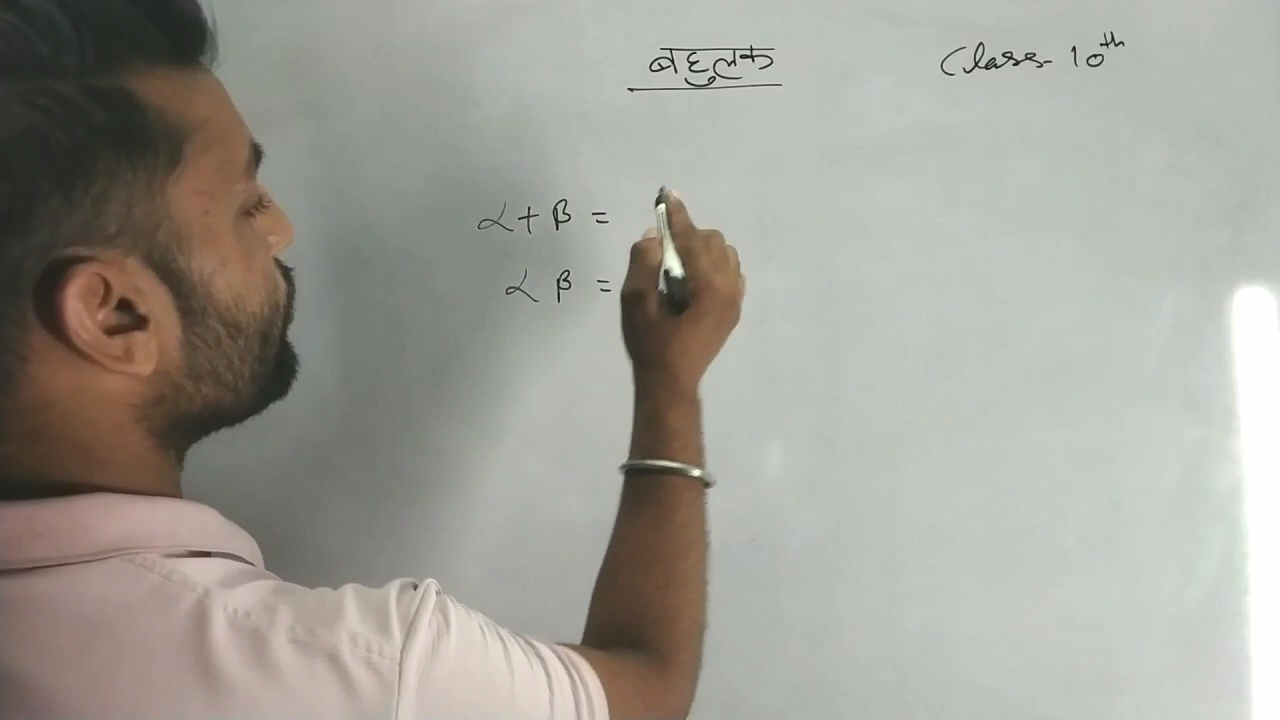 बहुलक
Class- 10th
α + β =
α β =